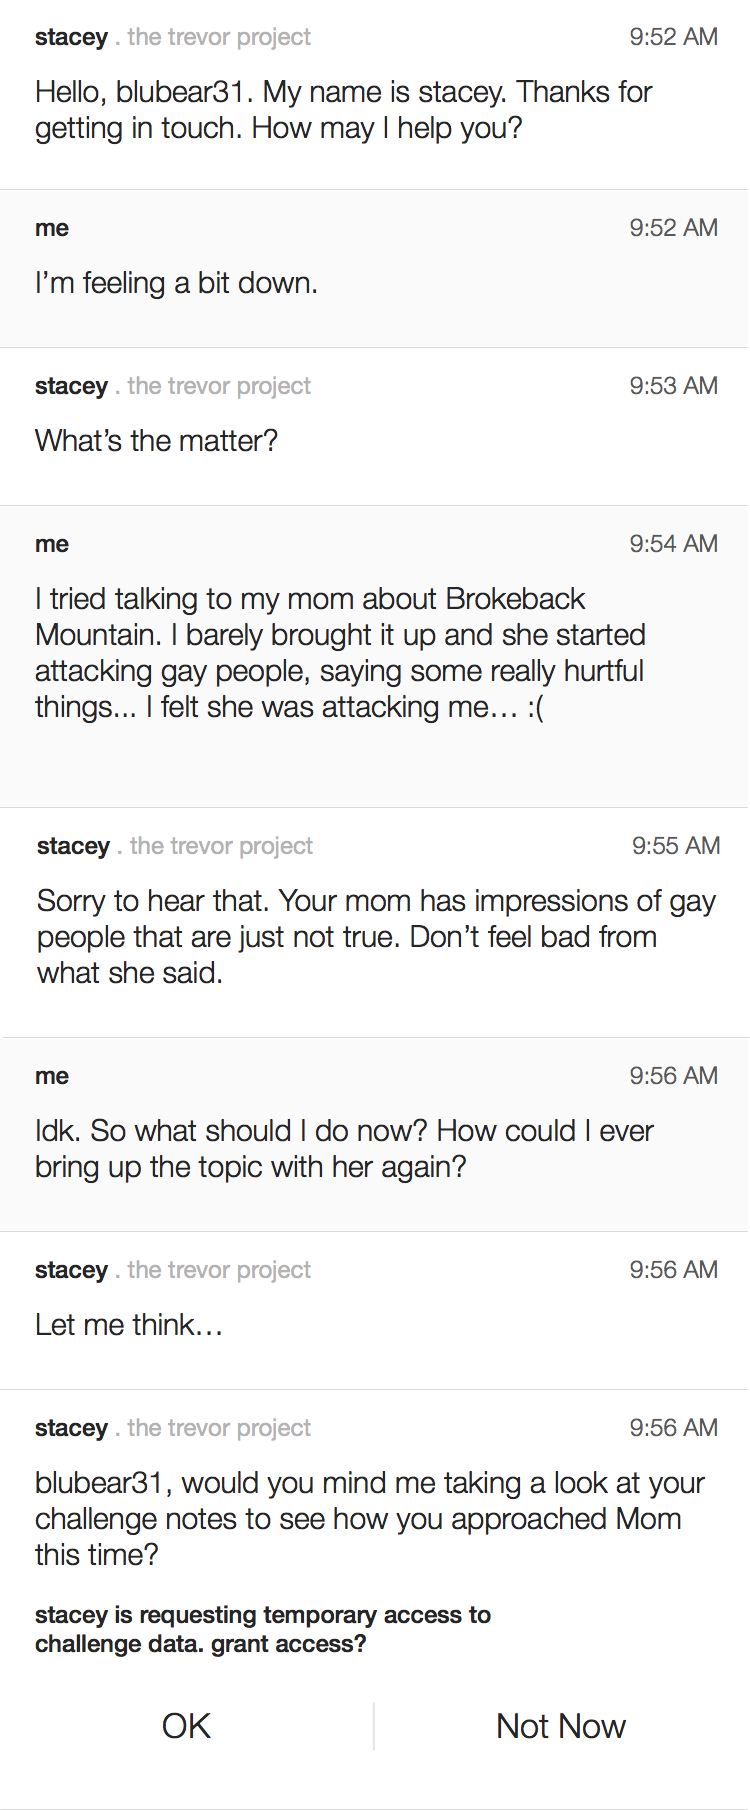 stacey . the trevor project 9:52 AM
Hello, blubear31. My name is stacey. Thanks for
getting in touch. How may I help you?
me 9:52 AM
I’m feeling a bit down.
stacey . the trevor project 9:53 AM
What’s the matter?
me 9:54 AM
I tried talking to my mom about Brokeback
Mountain. I barely brought it up and she started
attacking gay people, saying some really hurtful
things... I felt she was attacking me… :(
stacey . the trevor project 9:55 AM
Sorry to hear that. Your mom has impressions of gay
people that are just not true. Don’t feel bad from
what she said.
me 9:56 AM
Idk. So what should I do now? How could I ever
bring up the topic with her again?
stacey . the trevor project 9:56 AM
Let me think…
stacey . the trevor project 9:56 AM
blubear31, would you mind me taking a look at your
challenge notes to see how you approached Mom
this time?
stacey is requesting temporary access to
challenge data. grant access?
OK Not Now